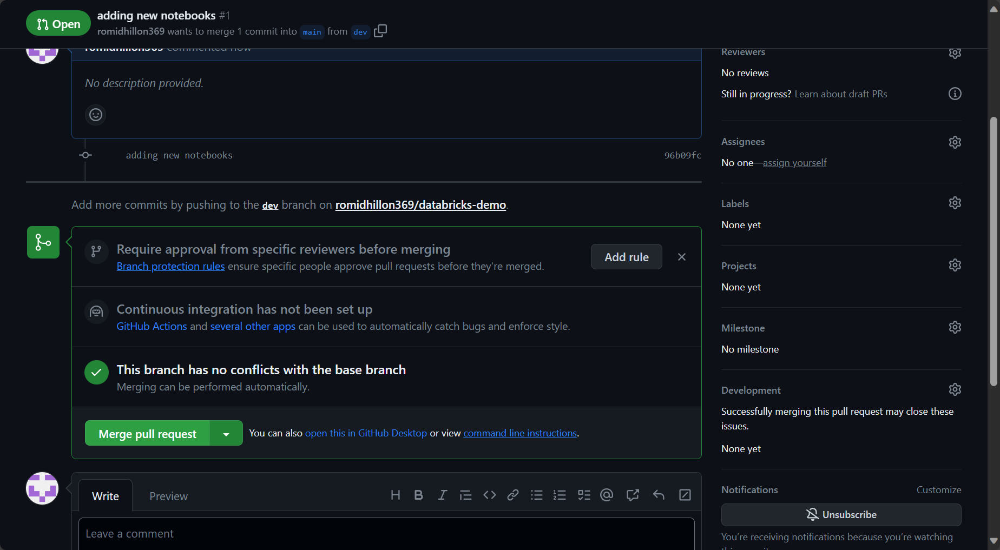 Open
adding new notebooks #1
romidhillon369 wants to merge 1 commit into main from dev
romidhillon369 commented now
No description provided.
adding new notebooks 96b09fc
Add more commits by pushing to the dev branch on romidhillon369/databricks-demo.
Require approval from specific reviewers before merging
Branch protection rules ensure specific people approve pull requests before they're merged.
Add rule
Continuous integration has not been set up
GitHub Actions and several other apps can be used to automatically catch bugs and enforce style.
This branch has no conflicts with the base branch
Merging can be performed automatically.
Merge pull request
You can also open this in GitHub Desktop or view command line instructions.
Write
Preview
Leave a comment
Reviewers
No reviews
Still in progress? Learn about draft PRs
Assignees
No one—assign yourself
Labels
None yet
Projects
None yet
Milestone
No milestone
Development
Successfully merging this pull request may close these
issues.
None yet
Notifications
Customize
Unsubscribe
You're receiving notifications because you're watching